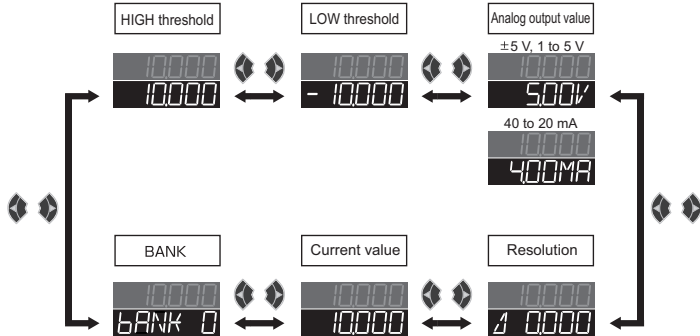 HIGH threshold
LOW threshold
Analog output value
±5 V, 1 to 5 V
10.000
10.000
10.000
10.000
-10.000
10.000
5.00V
40 to 20 mA
10.000
4.00MA
BANK
Current value
Resolution
10.000
10.000
10.000
bANK 0
10.000
⊿ 0.000